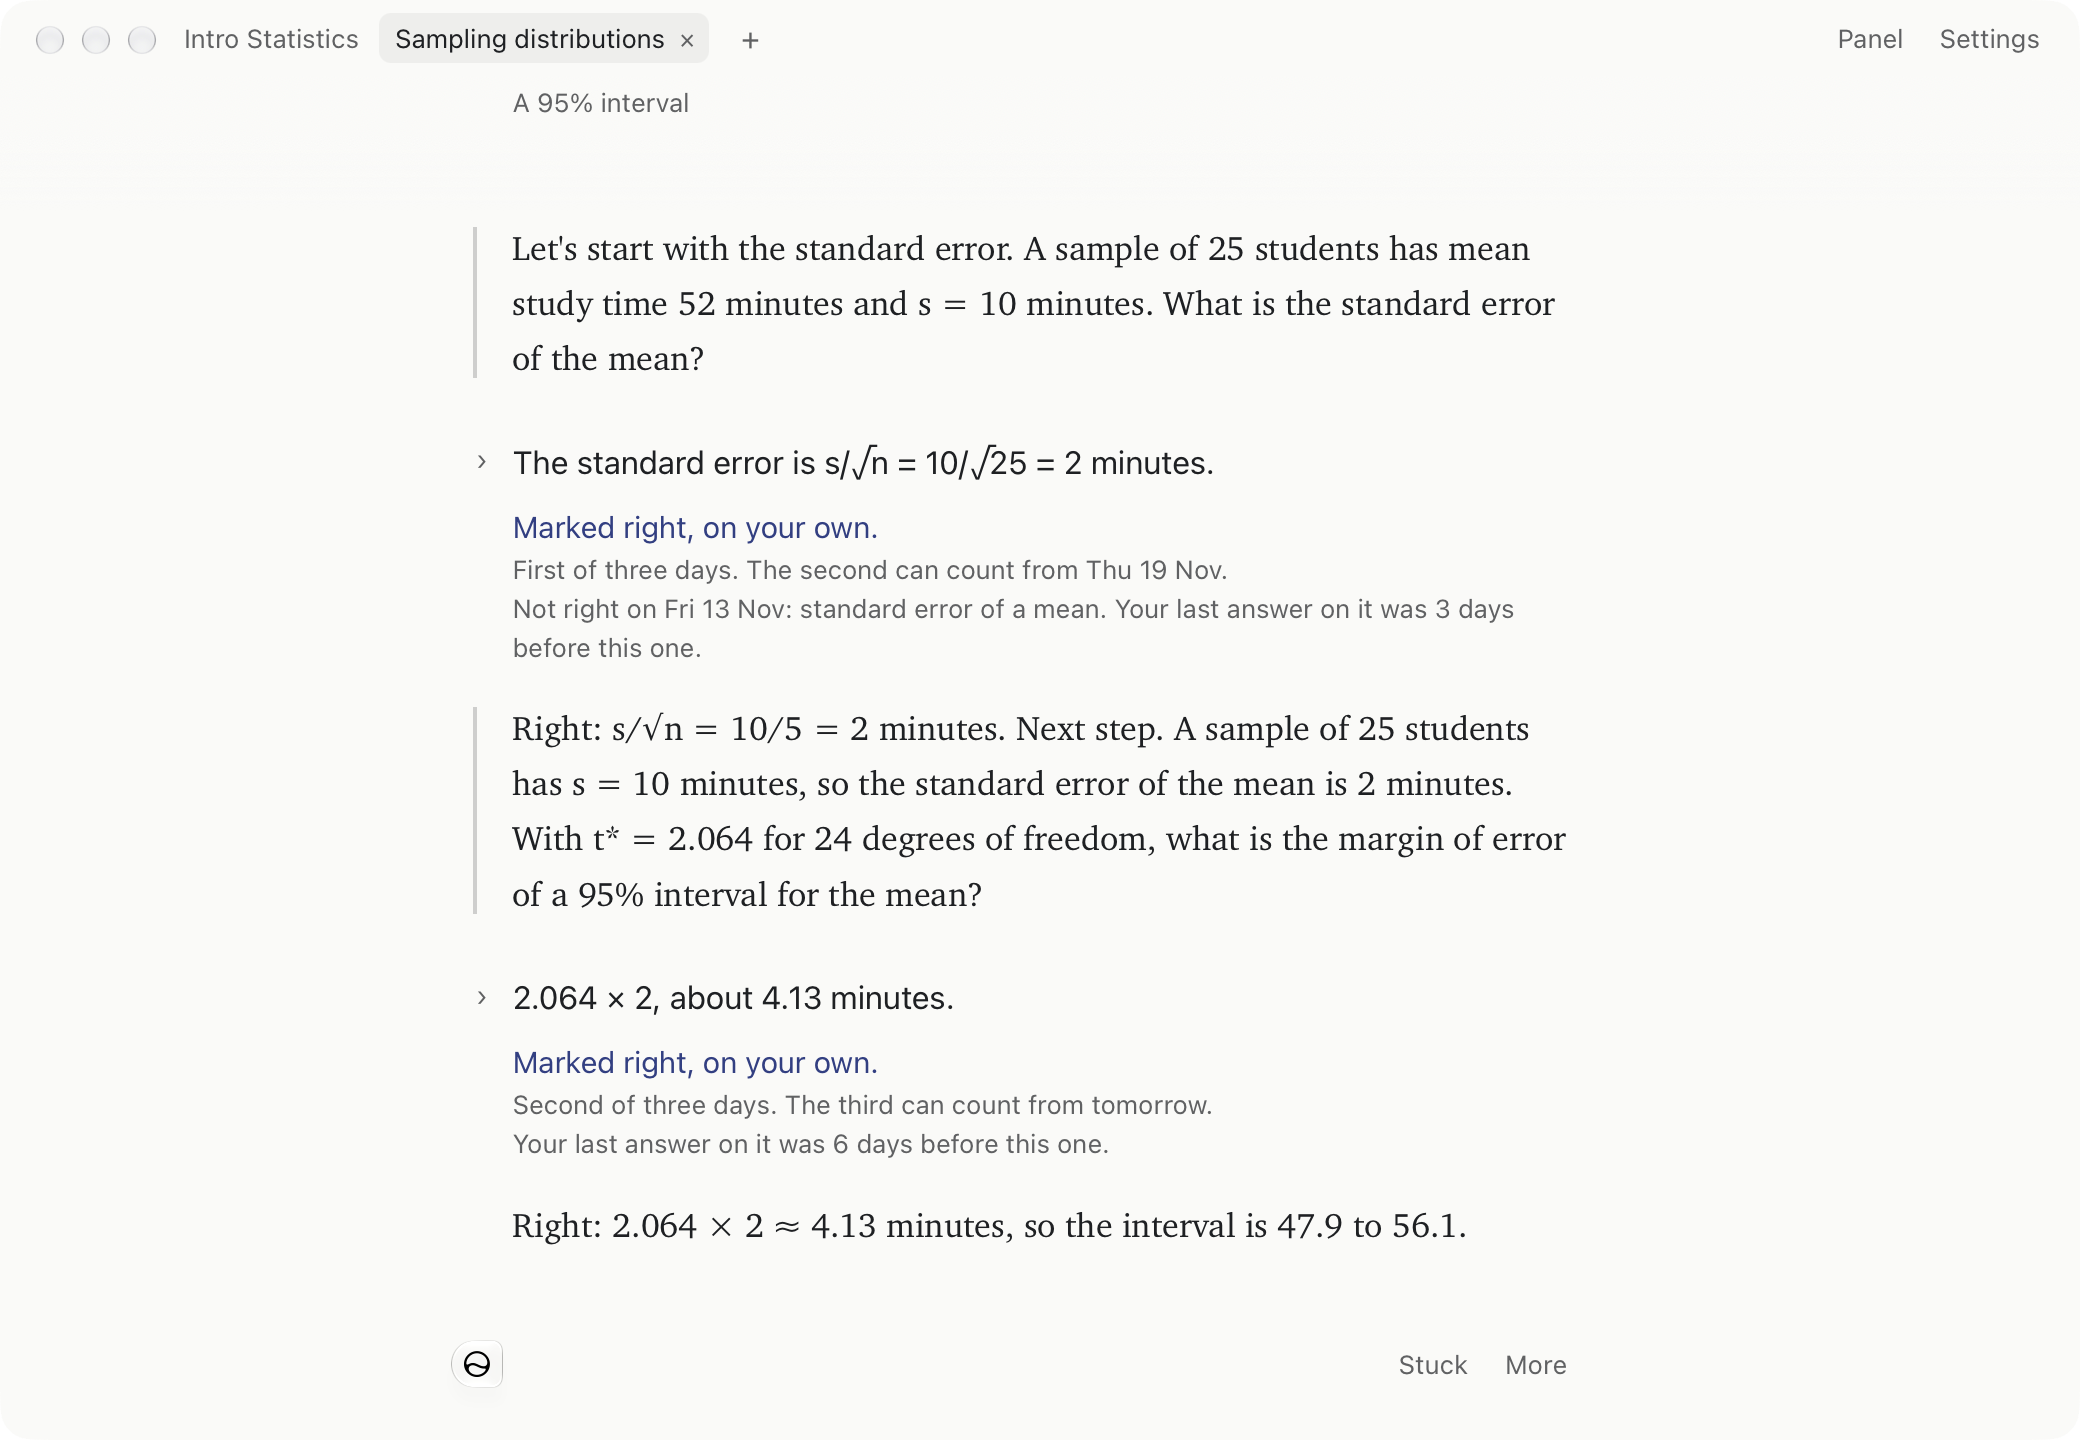 Intro Statistics
Sampling distributions ×
+
Panel
Settings
A 95% interval
Let's start with the standard error. A sample of 25 students has mean
study time 52 minutes and s = 10 minutes. What is the standard error
of the mean?
› The standard error is s/√n = 10/√25 = 2 minutes.
Marked right, on your own.
First of three days. The second can count from Thu 19 Nov.
Not right on Fri 13 Nov: standard error of a mean. Your last answer on it was 3 days
before this one.
Right: s/√n = 10/5 = 2 minutes. Next step. A sample of 25 students
has s = 10 minutes, so the standard error of the mean is 2 minutes.
With t* = 2.064 for 24 degrees of freedom, what is the margin of error
of a 95% interval for the mean?
› 2.064 × 2, about 4.13 minutes.
Marked right, on your own.
Second of three days. The third can count from tomorrow.
Your last answer on it was 6 days before this one.
Right: 2.064 × 2 ≈ 4.13 minutes, so the interval is 47.9 to 56.1.
Stuck
More